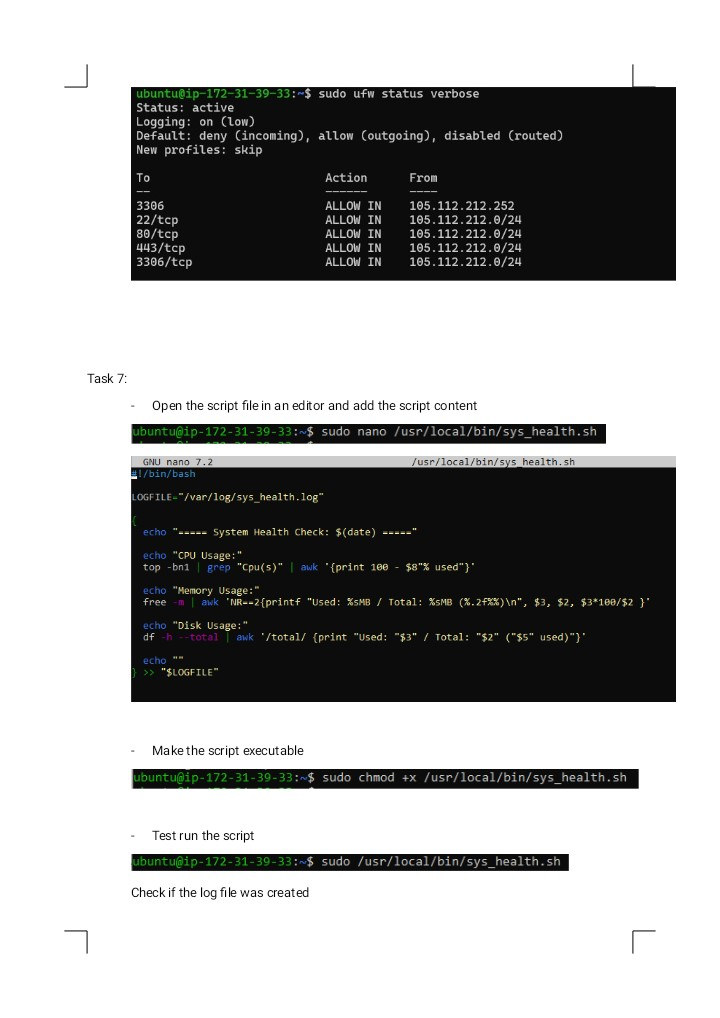 ubuntu@ip-172-31-39-33:~$ sudo ufw status verbose
Status: active
Logging: on (low)
Default: deny (incoming), allow (outgoing), disabled (routed)
New profiles: skip
To Action From
-- ------ ----
3306 ALLOW IN 105.112.212.252
22/tcp ALLOW IN 105.112.212.0/24
80/tcp ALLOW IN 105.112.212.0/24
443/tcp ALLOW IN 105.112.212.0/24
3306/tcp ALLOW IN 105.112.212.0/24
Task 7:
- Open the script file in an editor and add the script content
ubuntu@ip-172-31-39-33:~$ sudo nano /usr/local/bin/sys_health.sh
GNU nano 7.2 /usr/local/bin/sys_health.sh
#!/bin/bash
LOGFILE="/var/log/sys_health.log"
{
echo "===== System Health Check: $(date) ====="
echo "CPU Usage:"
top -bn1 | grep "Cpu(s)" | awk '{print 100 - $8"% used"}'
echo "Memory Usage:"
free -m | awk 'NR==2{printf "Used: %sMB / Total: %sMB (%.2f%%)\n", $3, $2, $3*100/$2 }'
echo "Disk Usage:"
df -h --total | awk '/total/ {print "Used: "$3" / Total: "$2" ("$5" used)"}'
echo ""
} >> "$LOGFILE"
- Make the script executable
ubuntu@ip-172-31-39-33:~$ sudo chmod +x /usr/local/bin/sys_health.sh
- Test run the script
ubuntu@ip-172-31-39-33:~$ sudo /usr/local/bin/sys_health.sh
Check if the log file was created